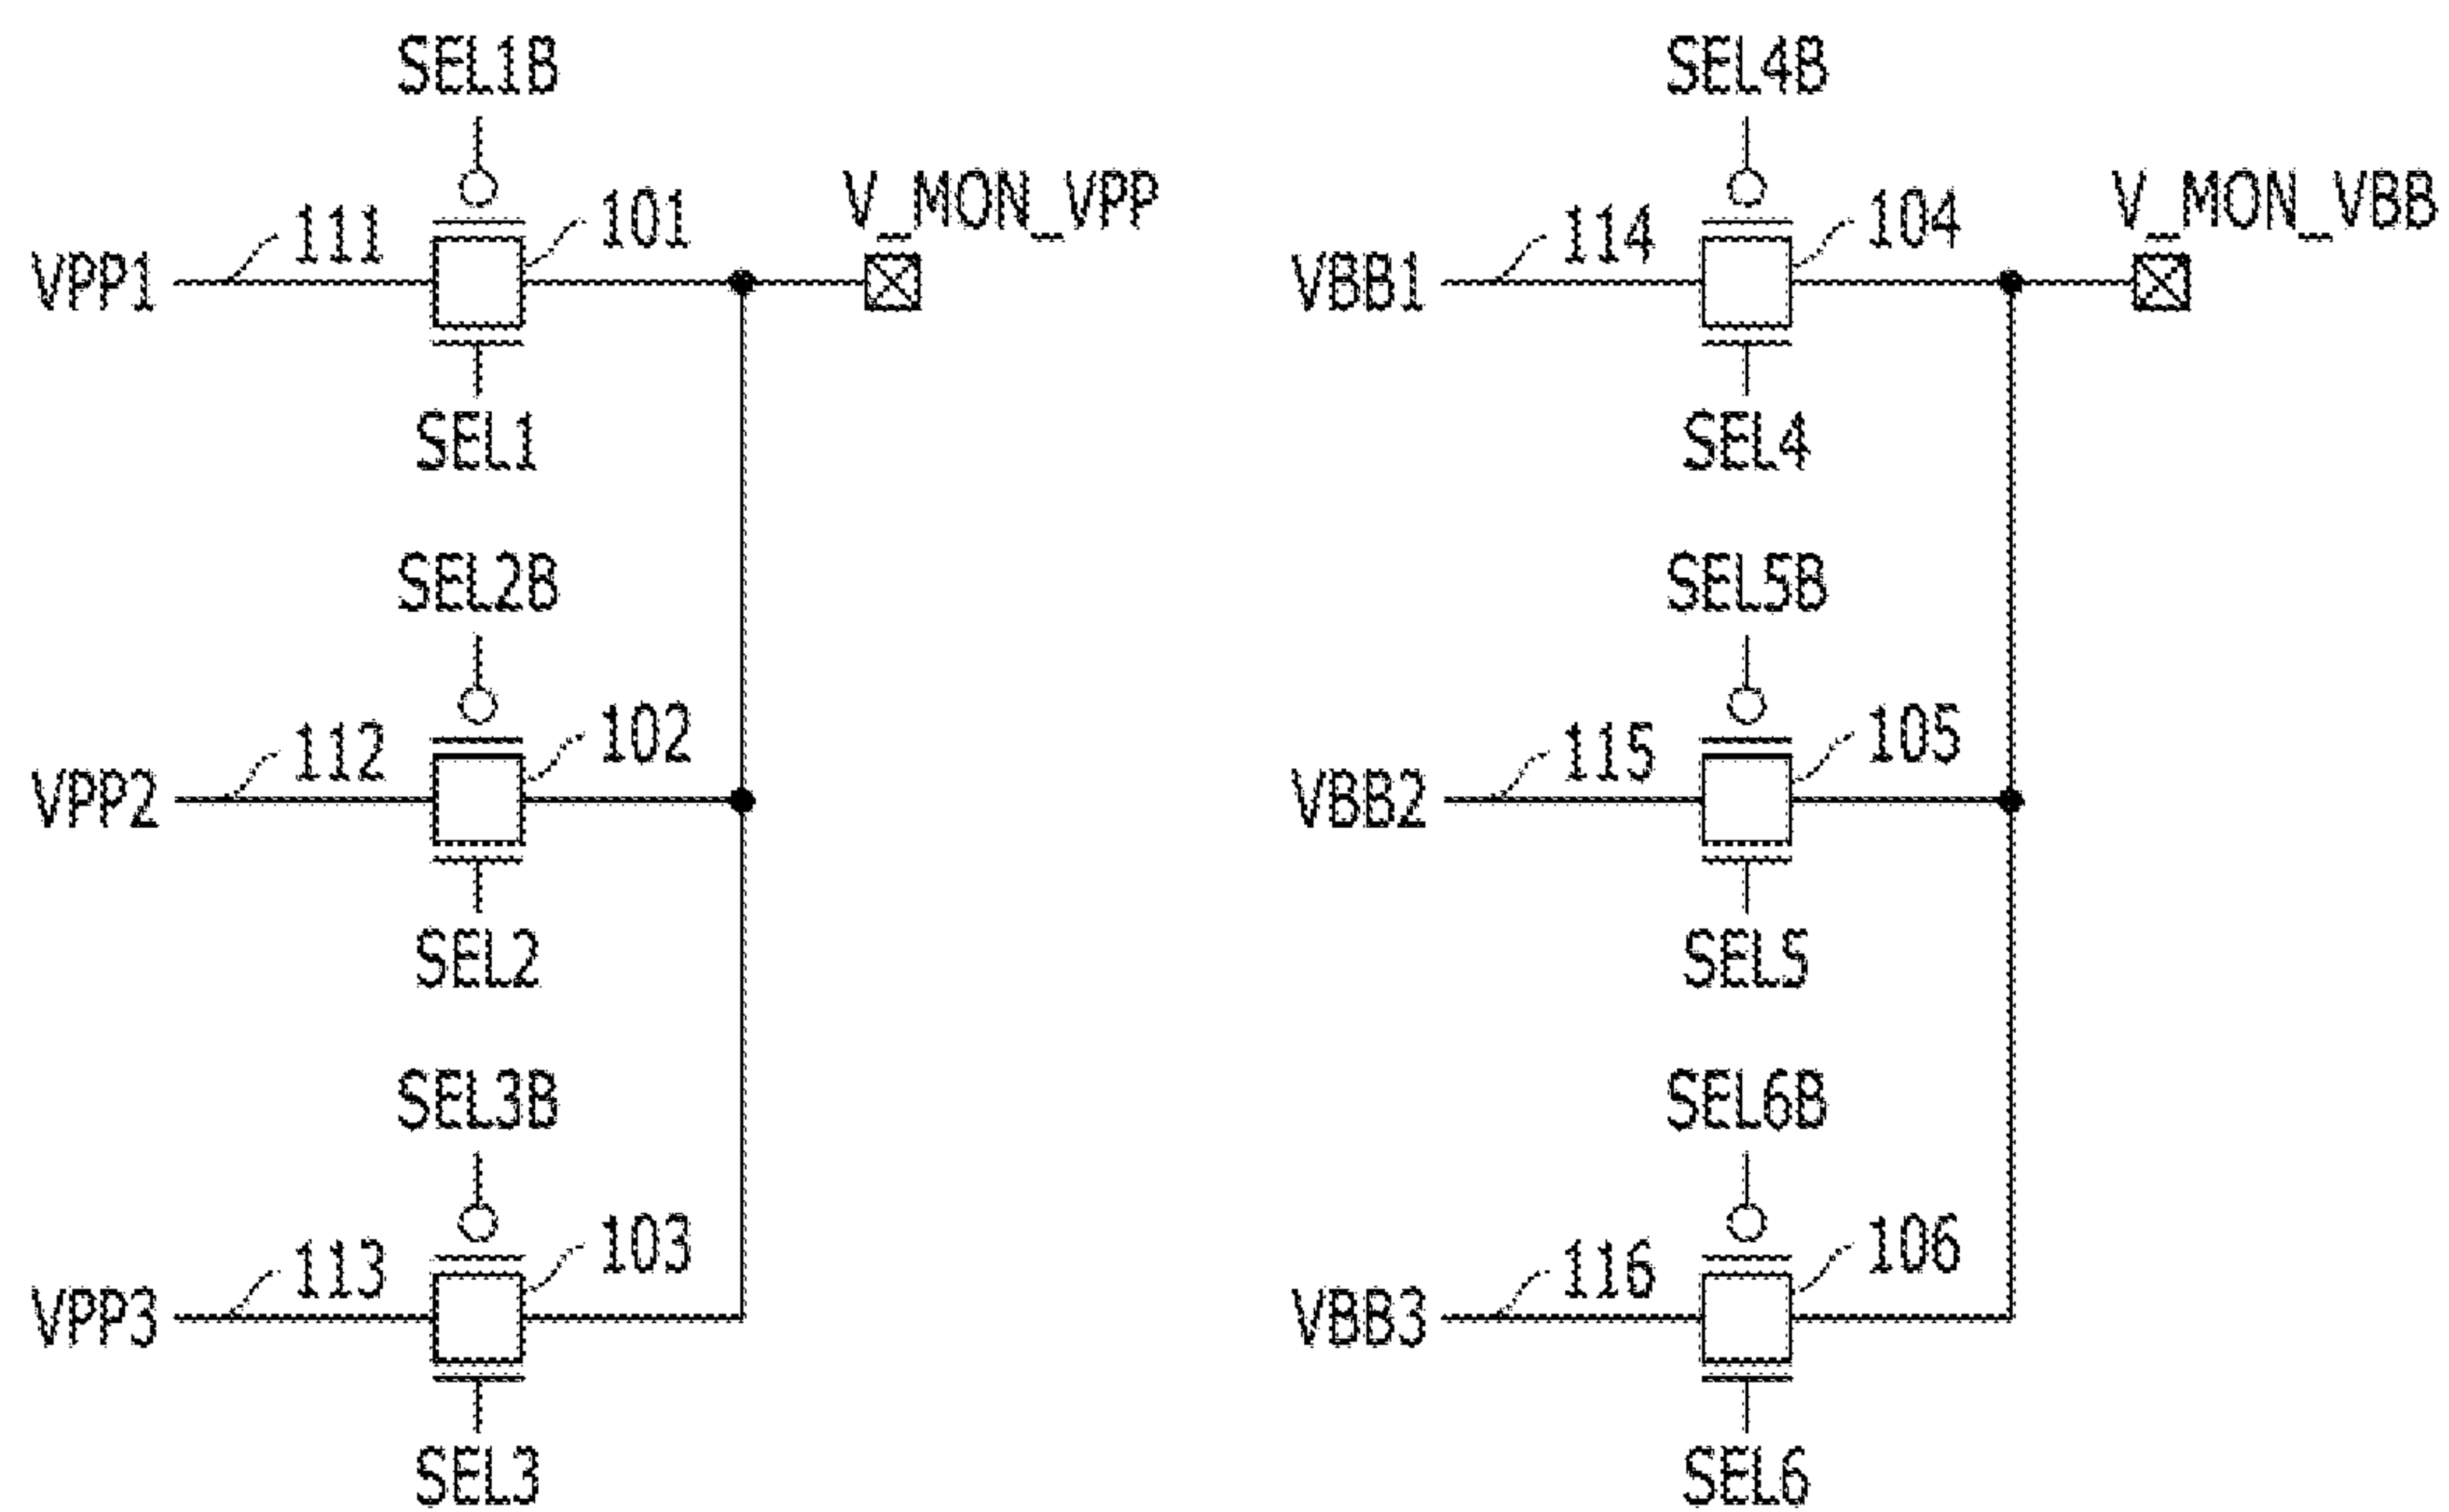 SEL1B
V_MON_VPP
111
101
VPP1
SEL1
SEL2B
112
102
VPP2
SEL2
SEL3B
113
103
VPP3
SEL3
SEL4B
V_MON_VBB
114
104
VBB1
SEL4
SEL5B
115
105
VBB2
SEL5
SEL6B
116
106
VBB3
SEL6